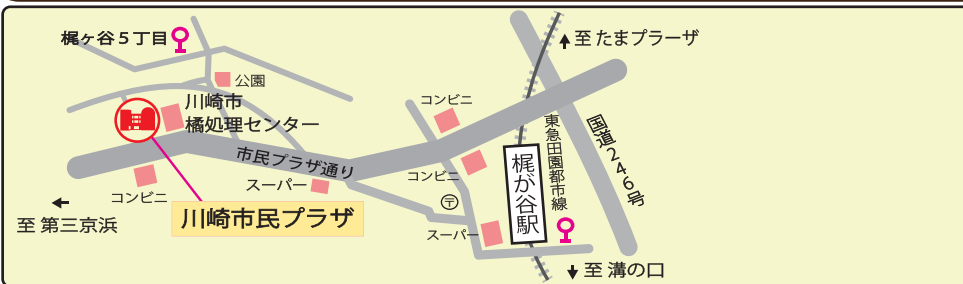 梶ヶ谷5丁目
公園
川崎市
橘処理センター
市民プラザ通り
コンビニ
スーパー
川崎市民プラザ
至 第三京浜
コンビニ
コンビニ
〒
スーパー
梶が谷駅
東急田園都市線
国道246号
至 たまプラーザ
至 溝の口